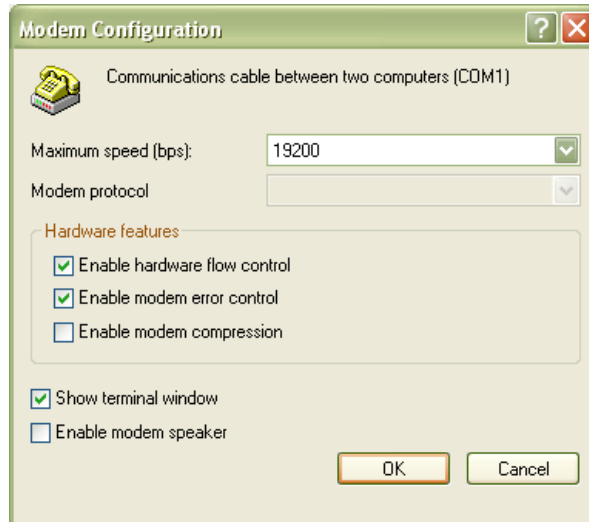 Modem Configuration
Communications cable between two computers (COM1)
Maximum speed (bps):
19200
Modem protocol
Hardware features
Enable hardware flow control
Enable modem error control
Enable modem compression
Show terminal window
Enable modem speaker
OK
Cancel